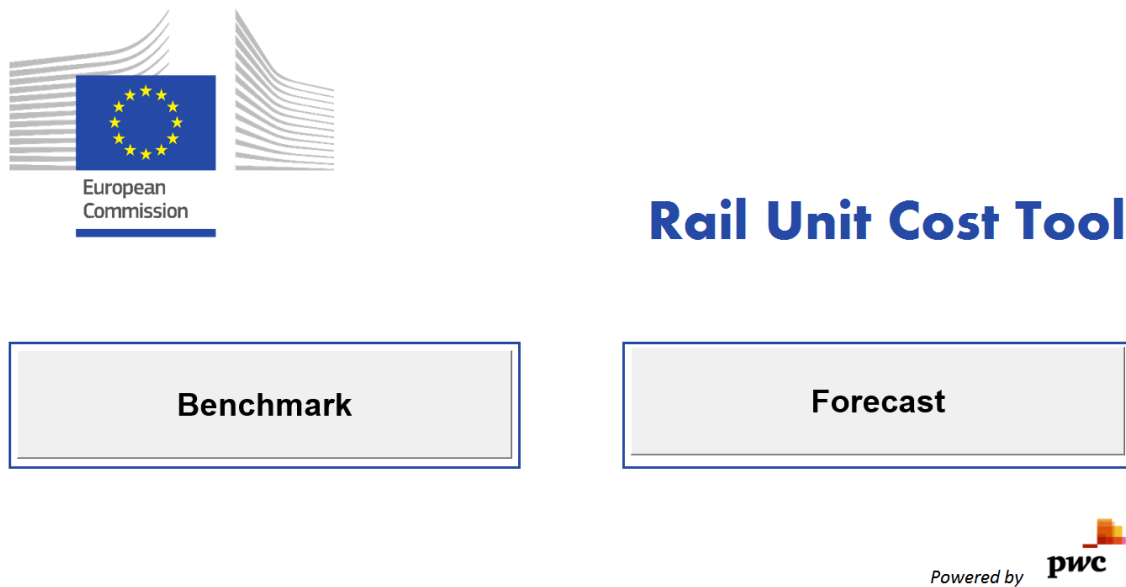 European
Commission
Rail Unit Cost Tool
Benchmark
Forecast
Powered by
pwc